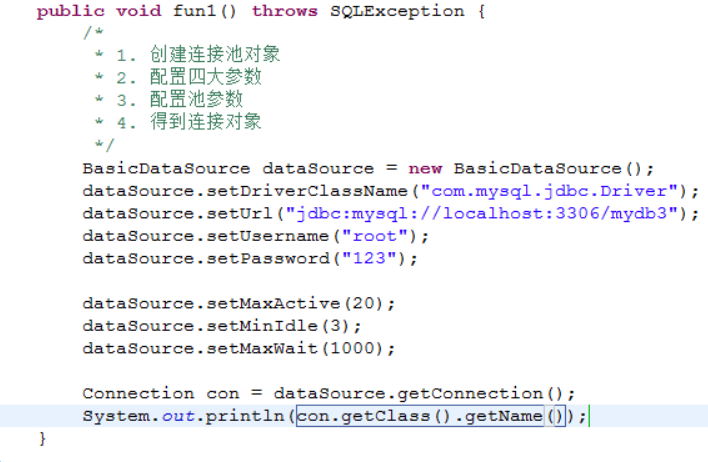 public void fun1() throws SQLException {
/*
* 1. 创建连接池对象
* 2. 配置四大参数
* 3. 配置池参数
* 4. 得到连接对象
*/
BasicDataSource dataSource = new BasicDataSource();
dataSource.setDriverClassName("com.mysql.jdbc.Driver");
dataSource.setUrl("jdbc:mysql://localhost:3306/mydb3");
dataSource.setUsername("root");
dataSource.setPassword("123");
dataSource.setMaxActive(20);
dataSource.setMinIdle(3);
dataSource.setMaxWait(1000);
Connection con = dataSource.getConnection();
System.out.println(con.getClass().getName());
}